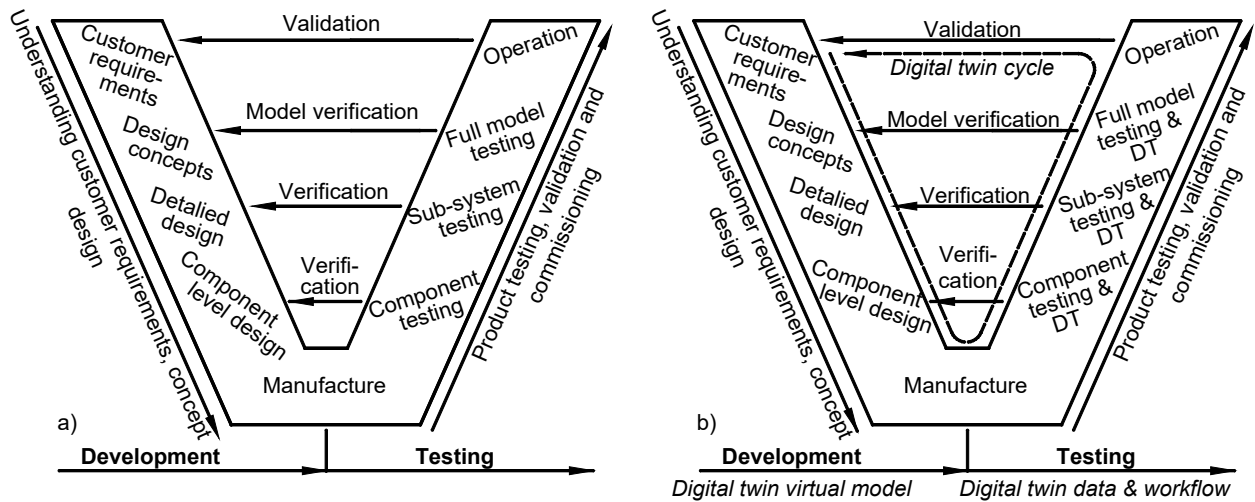 Understanding customer requirements, concept
design
Customer
require-
ments
Design
concepts
Detalied
design
Component
level design
Manufacture
Validation
Model verification
Verification
Verifi-
cation
Operation
Full model
testing
Sub-system
testing
Component
testing
Product testing, validation and
commissioning
a)
Development
Testing
Understanding customer requirements, concept
design
Customer
require-
ments
Design
concepts
Detalied
design
Component
level design
Manufacture
Validation
Digital twin cycle
Model verification
Verification
Verifi-
cation
Operation
Full model
testing &
DT
Sub-system
testing &
DT
Component
testing &
DT
Product testing, validation and
commissioning
b)
Development
Testing
Digital twin virtual model
Digital twin data & workflow